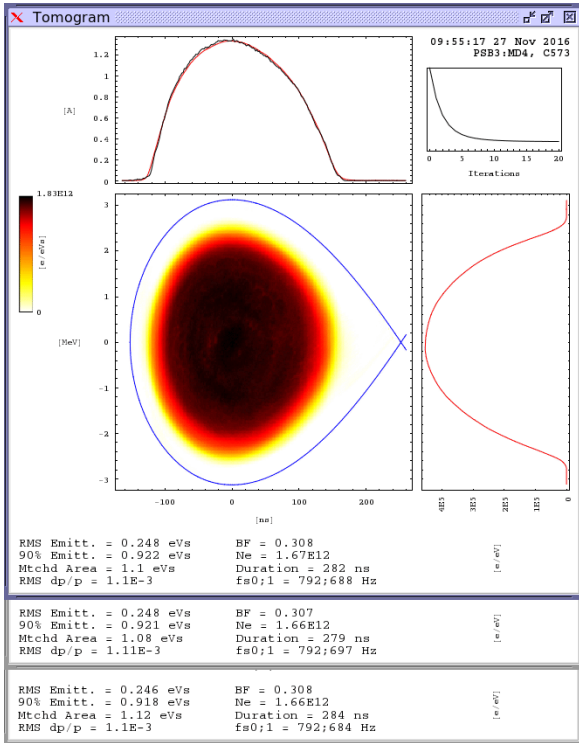 Tomogram
09:55:17 27 Nov 2016
PSB3:MD4, C573
1.2
1
0.8
0.6
0.4
0.2
0
[A]
0 5 10 15 20
Iterations
1.83E12
[e/eVs]
0
3
2
1
0
-1
-2
-3
[MeV]
-100 0 100 200
[ns]
4E5 3E5 2E5 1E5 0
[e/eV]
RMS Emitt. = 0.248 eVs BF = 0.308
90% Emitt. = 0.922 eVs Ne = 1.67E12
Mtchd Area = 1.1 eVs Duration = 282 ns
RMS dp/p = 1.1E-3 fs0;1 = 792;688 Hz
RMS Emitt. = 0.248 eVs BF = 0.307
90% Emitt. = 0.921 eVs Ne = 1.66E12
Mtchd Area = 1.08 eVs Duration = 279 ns
RMS dp/p = 1.11E-3 fs0;1 = 792;697 Hz
[e/eV]
RMS Emitt. = 0.246 eVs BF = 0.308
90% Emitt. = 0.918 eVs Ne = 1.66E12
Mtchd Area = 1.12 eVs Duration = 284 ns
RMS dp/p = 1.1E-3 fs0;1 = 792;684 Hz
[e/eV]